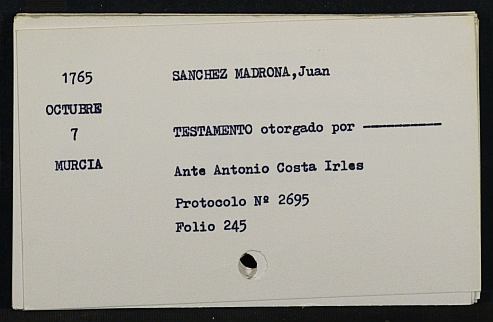 1765 SANCHEZ MADRONA,Juan
OCTUBRE
7 TESTAMENTO otorgado por ----------
MURCIA Ante Antonio Costa Irles
Protocolo Nº 2695
Folio 245